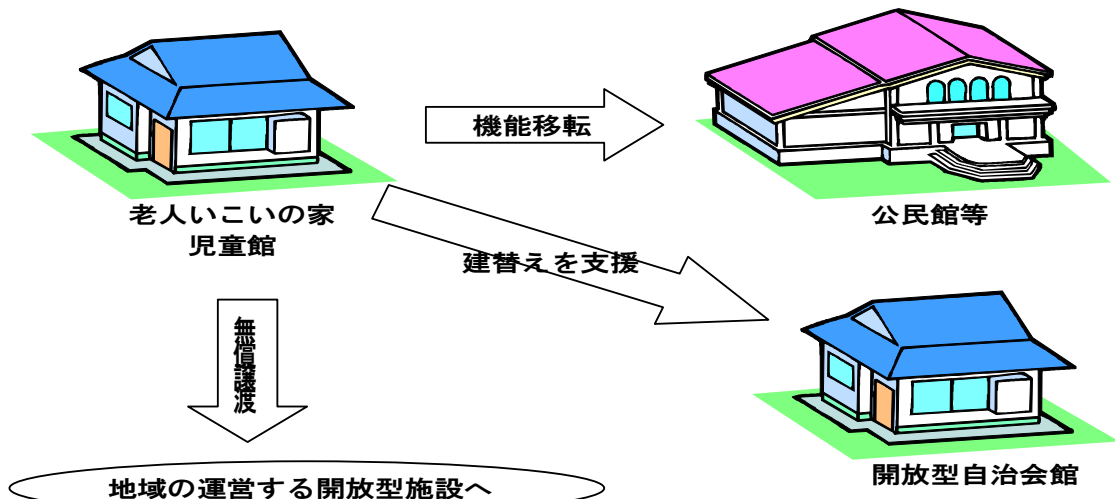 機能移転
老人いこいの家
児童館
公民館等
建替えを支援
無償譲渡
開放型自治会館
地域の運営する開放型施設へ